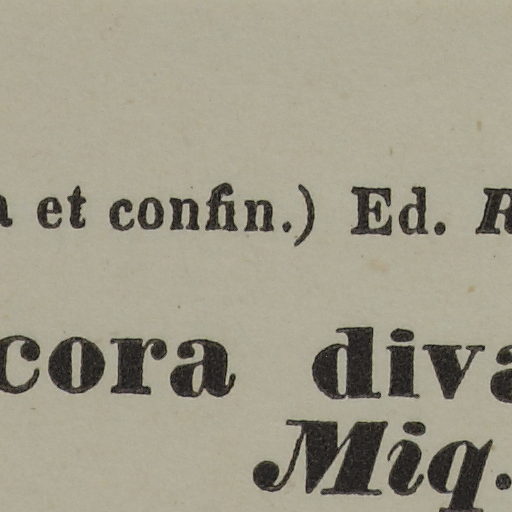 et confin.) Ed.
cora diva
Miq.